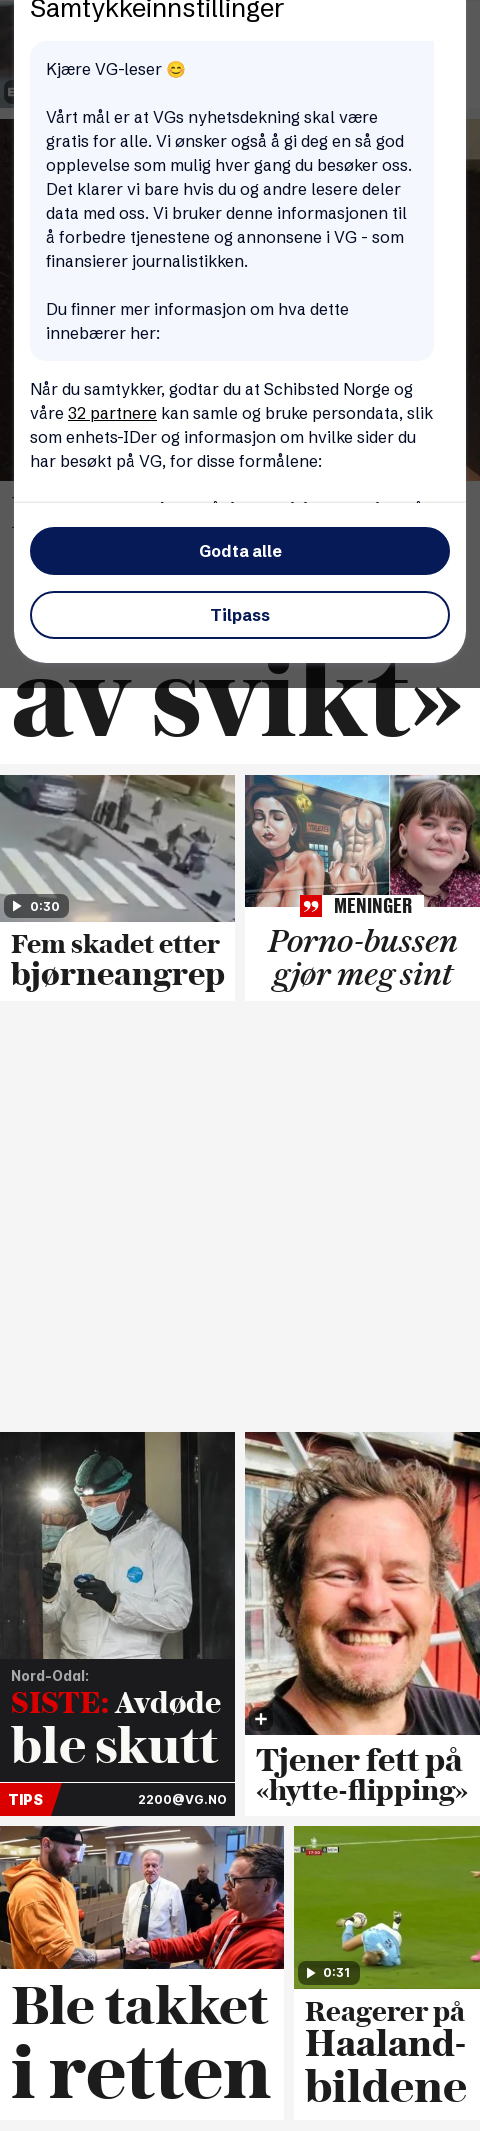 Samtykkeinnstillinger
Kjære VG-leser 😊
Vårt mål er at VGs nyhetsdekning skal være
gratis for alle. Vi ønsker også å gi deg en så god
opplevelse som mulig hver gang du besøker oss.
Det klarer vi bare hvis du og andre lesere deler
data med oss. Vi bruker denne informasjonen til
å forbedre tjenestene og annonsene i VG - som
finansierer journalistikken.
Du finner mer informasjon om hva dette
innebærer her:
Når du samtykker, godtar du at Schibsted Norge og
våre 32 partnere kan samle og bruke persondata, slik
som enhets-IDer og informasjon om hvilke sider du
har besøkt på VG, for disse formålene:
Godta alle
Tilpass
av svikt»
0:30
Fem skadet etter
bjørneangrep
MENINGER
Porno-bussen
gjør meg sint
Nord-Odal:
SISTE: Avdøde
ble skutt
TIPS
2200@VG.NO
Tjener fett på
«hytte-flipping»
Ble takket
i retten
0:31
Reagerer på
Haaland-
bildene